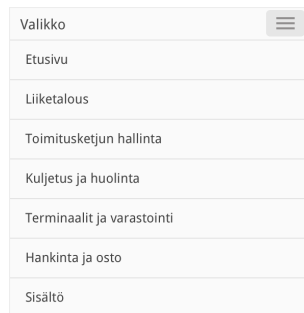 Valikko
Etusivu
Liiketalous
Toimitusketjun hallinta
Kuljetus ja huolinta
Terminaalit ja varastointi
Hankinta ja osto
Sisältö